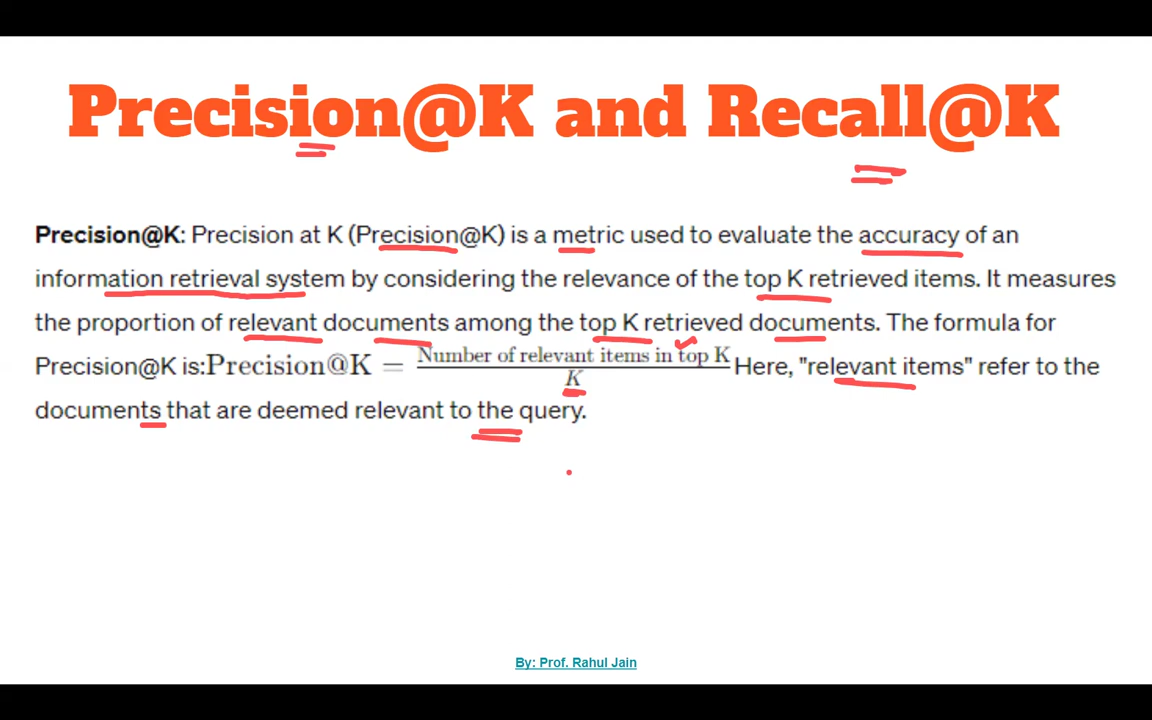 Precision@K and Recall@K
Precision@K: Precision at K (Precision@K) is a metric used to evaluate the accuracy of an
information retrieval system by considering the relevance of the top K retrieved items. It measures
the proportion of relevant documents among the top K retrieved documents. The formula for
Precision@K is:Precision@K = Number of relevant items in top K / K Here, "relevant items" refer to the
documents that are deemed relevant to the query.
By: Prof. Rahul Jain